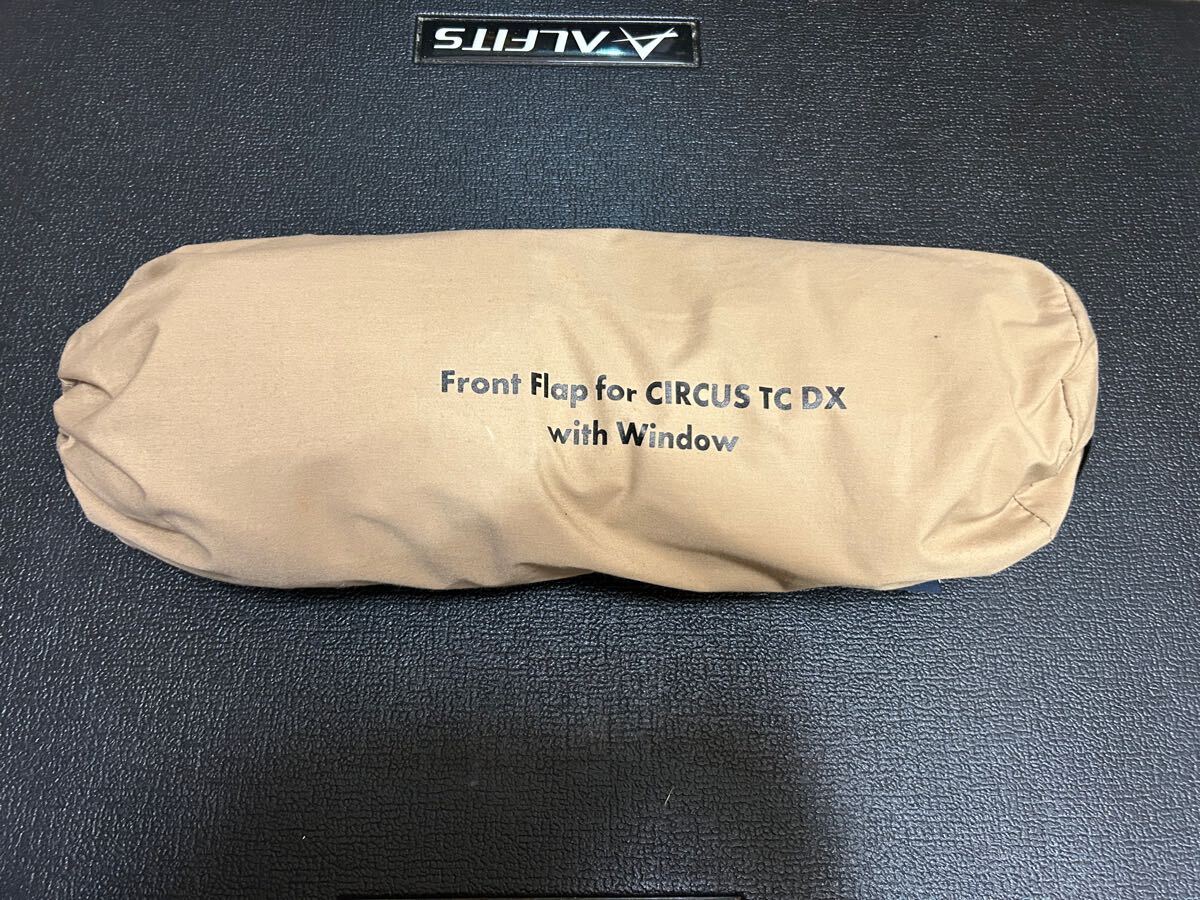 ALFITS
Front Flap for CIRCUS TC DX
with Window